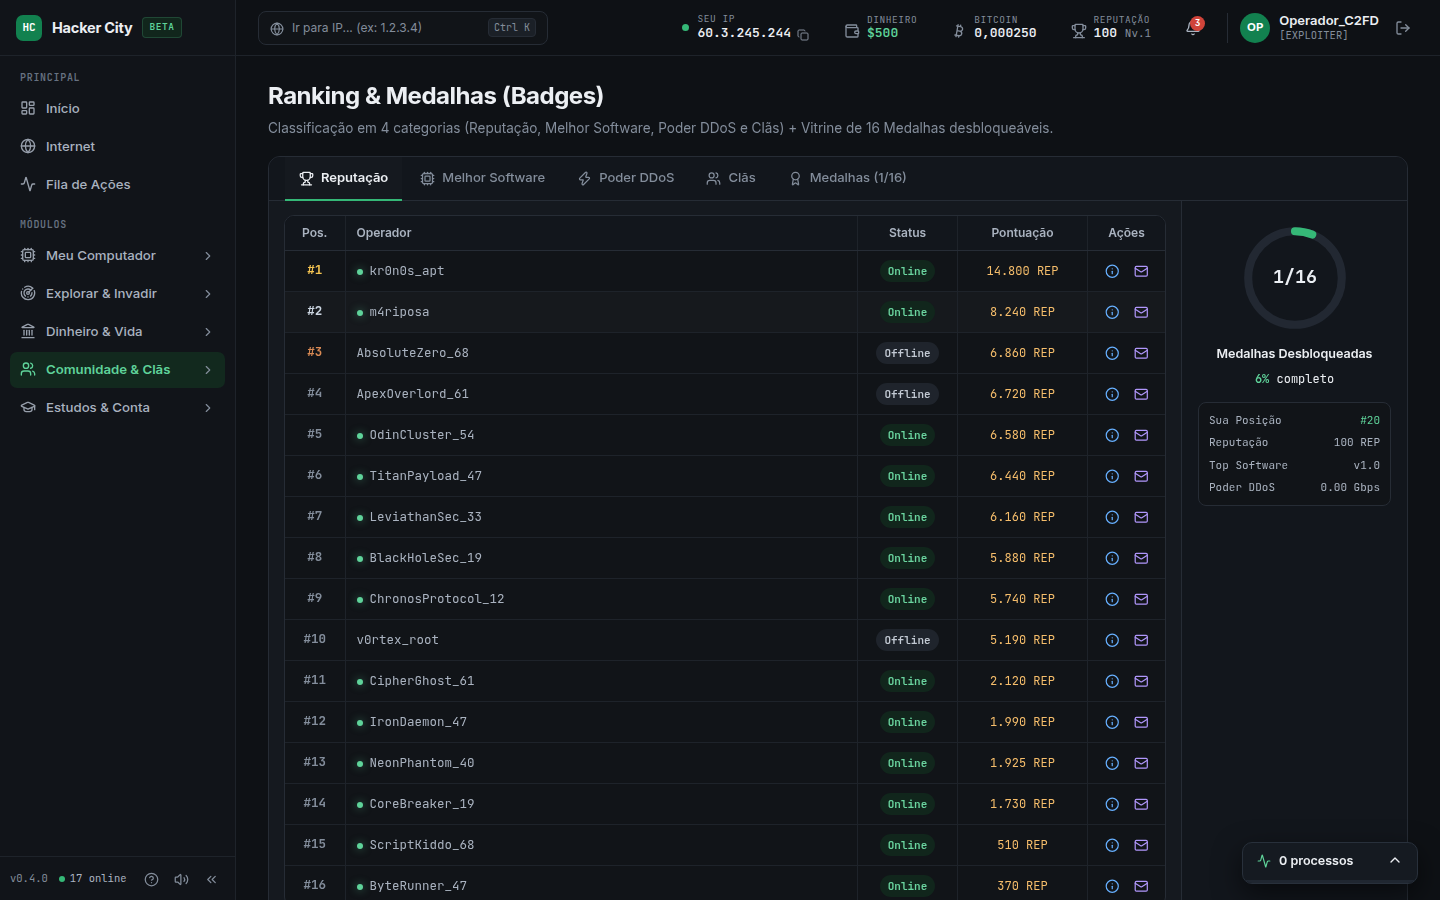 HC Hacker City BETA
Ir para IP... (ex: 1.2.3.4) Ctrl K
SEU IP
60.3.245.244
DINHEIRO
$500
BITCOIN
0,000250
REPUTAÇÃO
100 Nv.1
3
OP
Operador_C2FD
[EXPLOITER]
PRINCIPAL
Início
Internet
Fila de Ações
MÓDULOS
Meu Computador
Explorar & Invadir
Dinheiro & Vida
Comunidade & Clãs
Estudos & Conta
v0.4.0 17 online
Ranking & Medalhas (Badges)
Classificação em 4 categorias (Reputação, Melhor Software, Poder DDoS e Clãs) + Vitrine de 16 Medalhas desbloqueáveis.
Reputação Melhor Software Poder DDoS Clãs Medalhas (1/16)
Pos. Operador Status Pontuação Ações
#1 kr0n0s_apt Online 14.800 REP
#2 m4riposa Online 8.240 REP
#3 AbsoluteZero_68 Offline 6.860 REP
#4 ApexOverlord_61 Offline 6.720 REP
#5 OdinCluster_54 Online 6.580 REP
#6 TitanPayload_47 Online 6.440 REP
#7 LeviathanSec_33 Online 6.160 REP
#8 BlackHoleSec_19 Online 5.880 REP
#9 ChronosProtocol_12 Online 5.740 REP
#10 v0rtex_root Offline 5.190 REP
#11 CipherGhost_61 Online 2.120 REP
#12 IronDaemon_47 Online 1.990 REP
#13 NeonPhantom_40 Online 1.925 REP
#14 CoreBreaker_19 Online 1.730 REP
#15 ScriptKiddo_68 Online 510 REP
#16 ByteRunner_47 Online 370 REP
1/16
Medalhas Desbloqueadas
6% completo
Sua Posição #20
Reputação 100 REP
Top Software v1.0
Poder DDoS 0.00 Gbps
0 processos